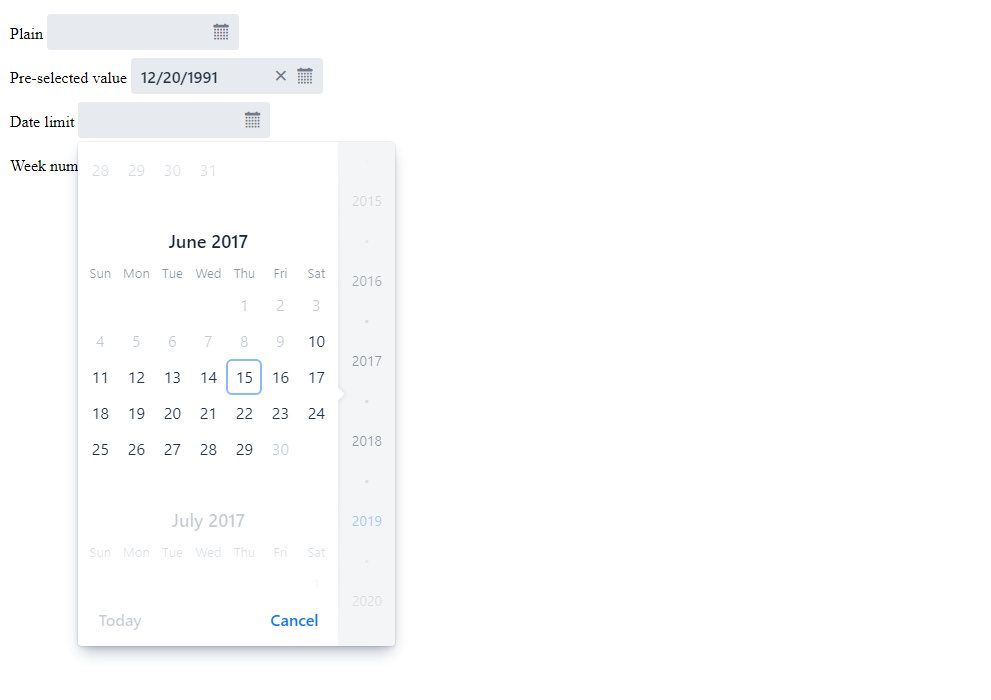 Plain
Pre-selected value 12/20/1991
Date limit
Week num
28 29 30 31
June 2017
Sun Mon Tue Wed Thu Fri Sat
1 2 3
4 5 6 7 8 9 10
11 12 13 14 15 16 17
18 19 20 21 22 23 24
25 26 27 28 29 30
July 2017
Sun Mon Tue Wed Thu Fri Sat
1
Today Cancel
2015
2016
2017
2018
2019
2020